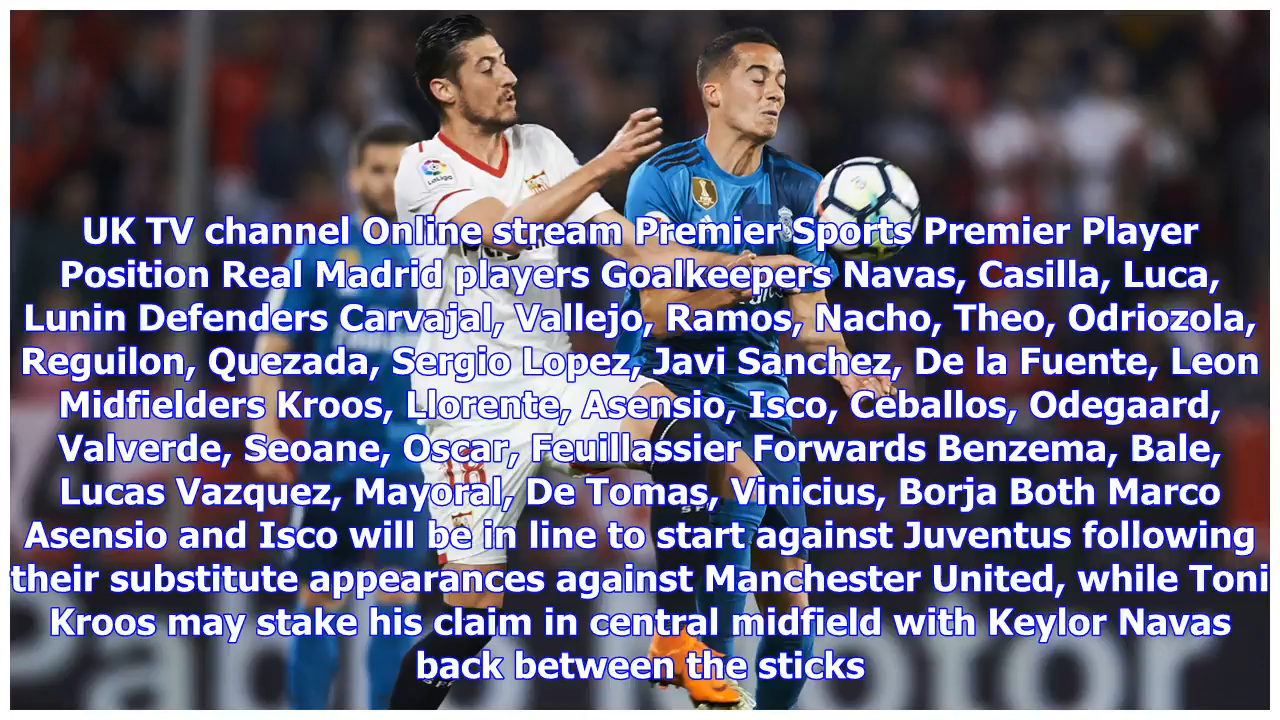 UK TV channel Online stream Premier Sports Premier Player
Position Real Madrid players Goalkeepers Navas, Casilla, Luca,
Lunin Defenders Carvajal, Vallejo, Ramos, Nacho, Theo, Odriozola,
Reguilon, Quezada, Sergio Lopez, Javi Sanchez, De la Fuente, Leon
Midfielders Kroos, Llorente, Asensio, Isco, Ceballos, Odegaard,
Valverde, Seoane, Oscar, Feuillassier Forwards Benzema, Bale,
Lucas Vazquez, Mayoral, De Tomas, Vinicius, Borja Both Marco
Asensio and Isco will be in line to start against Juventus following
their substitute appearances against Manchester United, while Toni
Kroos may stake his claim in central midfield with Keylor Navas
back between the sticks
LaLiga
18